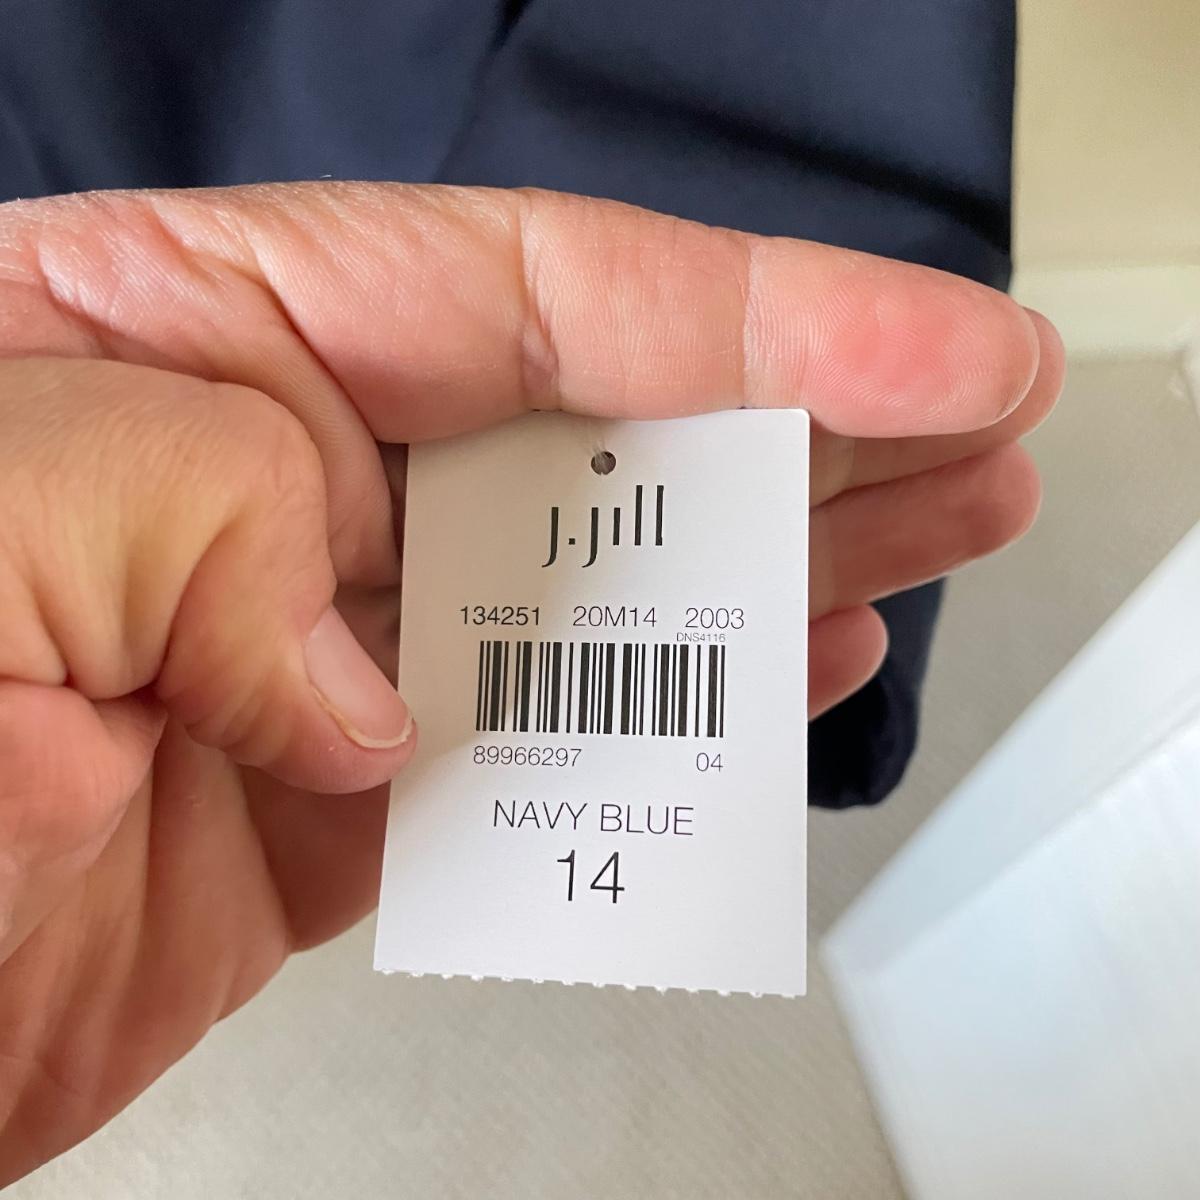 J.Jill
134251 20M14 2003
DNS4116
89966297 04
NAVY BLUE
14